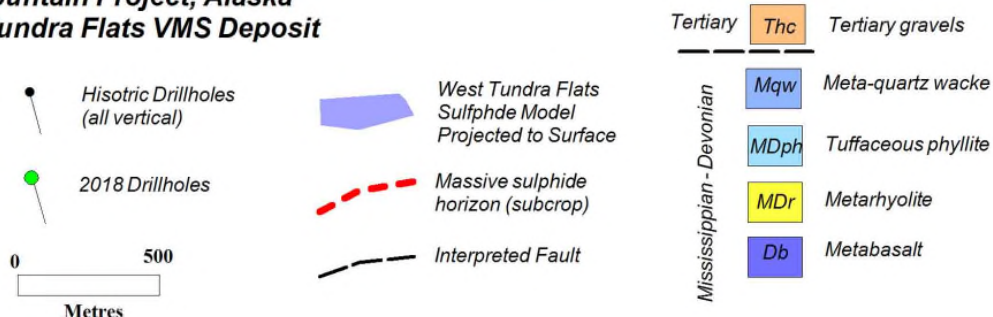 ountain Project, Alaska
undra Flats VMS Deposit
Hisotric Drillholes
(all vertical)
2018 Drillholes
0 500
Metres
West Tundra Flats
Sulfphde Model
Projected to Surface
Massive sulphide
horizon (subcrop)
Interpreted Fault
Tertiary Thc Tertiary gravels
Mississippian - Devonian
Mqw Meta-quartz wacke
MDph Tuffaceous phyllite
MDr Metarhyolite
Db Metabasalt